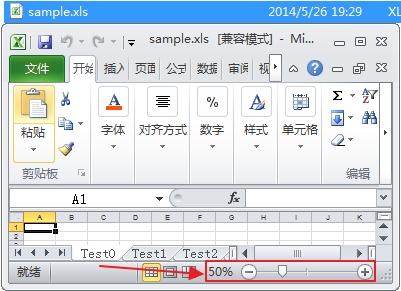 sample.xls 2014/5/26 19:29 XL
sample.xls [兼容模式] - Mi...
文件 开始 插入 页面 公式 数据 审阅 视
粘贴 字体 对齐方式 数字 样式 单元格
剪贴板 编辑
A1 fx
A B C D E F G H I J K
1
2
Test0 Test1 Test2
就绪 50%